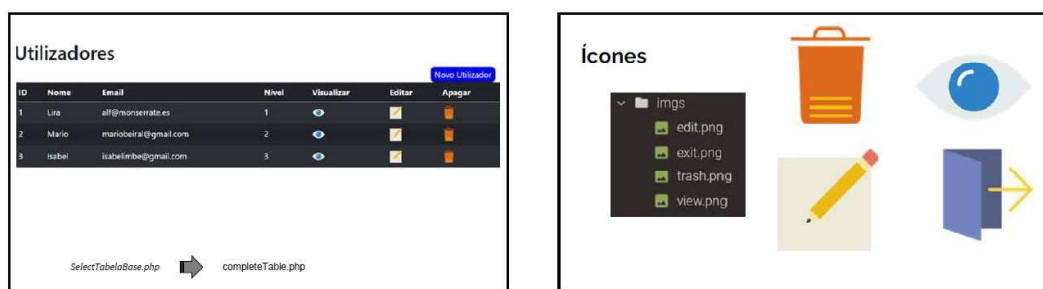 Utilizadores
Novo Utilizador
ID Nome Email Nível Visualizar Editar Apagar
1 Lira alf@monserrate.es 1
2 Mario mariobeiral@gmail.com 2
3 Isabel isabelimbe@gmail.com 3
SelectTabelaBase.php completeTable.php
Ícones
imgs
edit.png
exit.png
trash.png
view.png